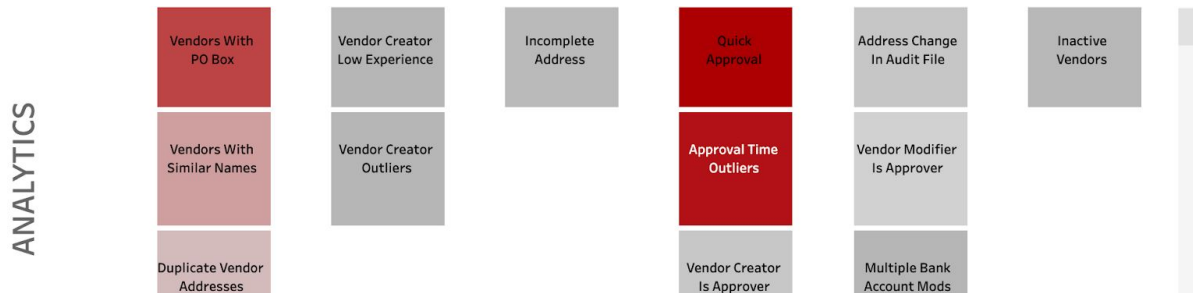 ANALYTICS
Vendors With
PO Box
Vendor Creator
Low Experience
Incomplete
Address
Quick
Approval
Address Change
In Audit File
Inactive
Vendors
Vendors With
Similar Names
Vendor Creator
Outliers
Approval Time
Outliers
Vendor Modifier
Is Approver
Duplicate Vendor
Addresses
Vendor Creator
Is Approver
Multiple Bank
Account Mods